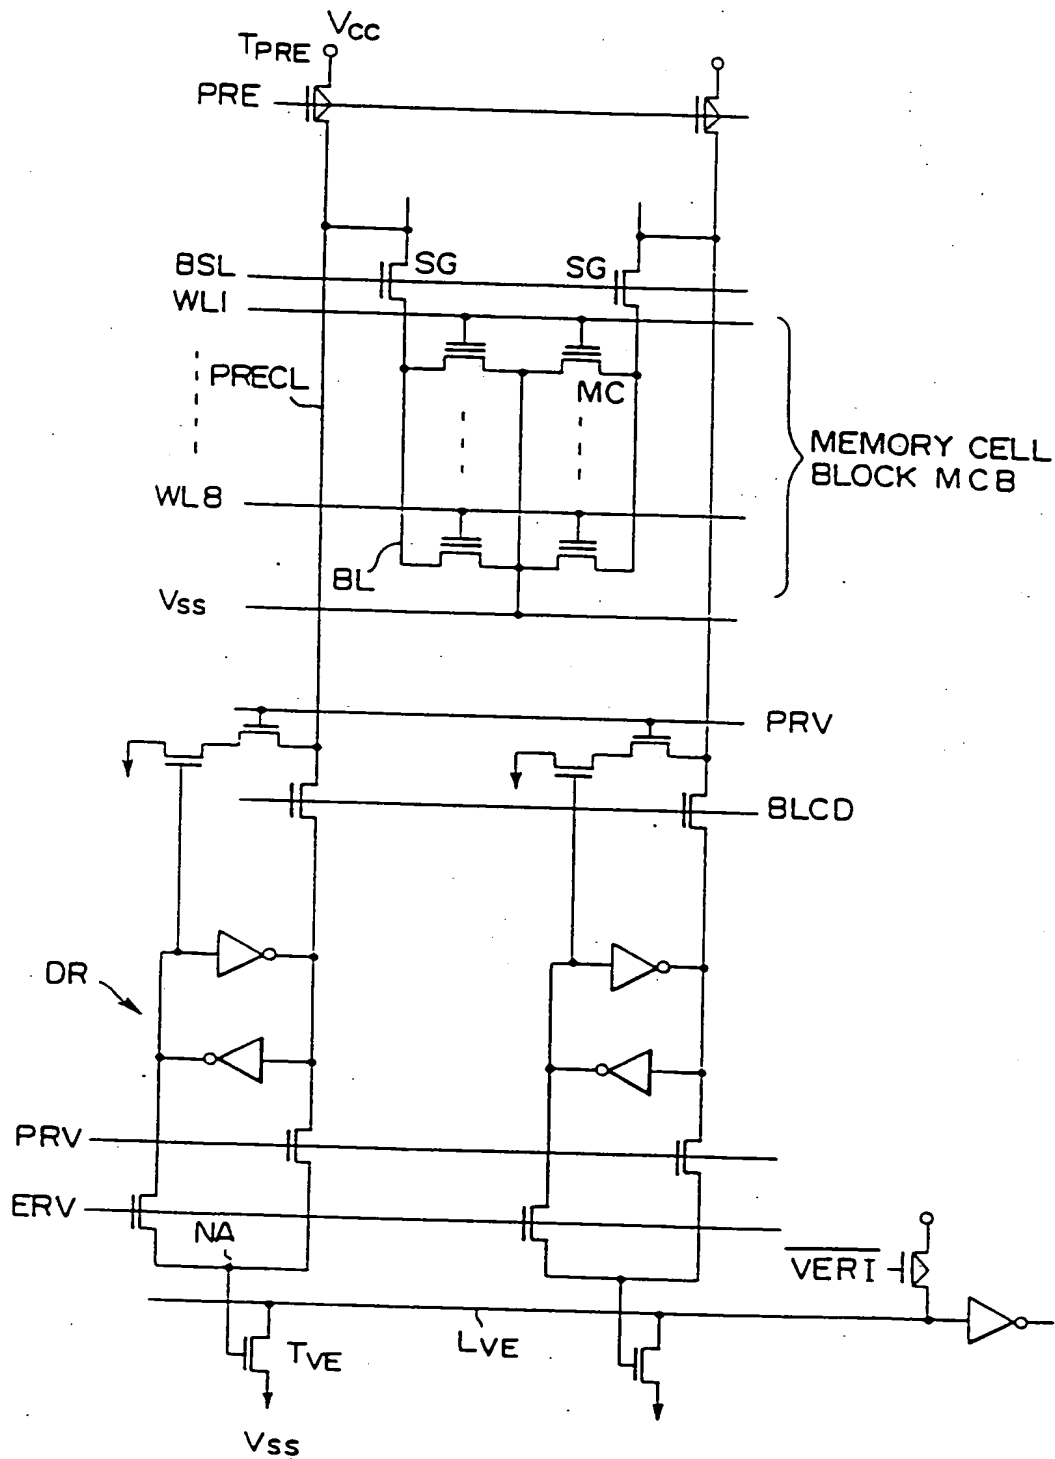 VCC
TPRE
PRE
BSL
SG
SG
WL1
PRECL
MC
MEMORY CELL
BLOCK MCB
WL8
BL
VSS
PRV
BLCD
DR
PRV
ERV
NA
VERI
LVE
TVE
VSS